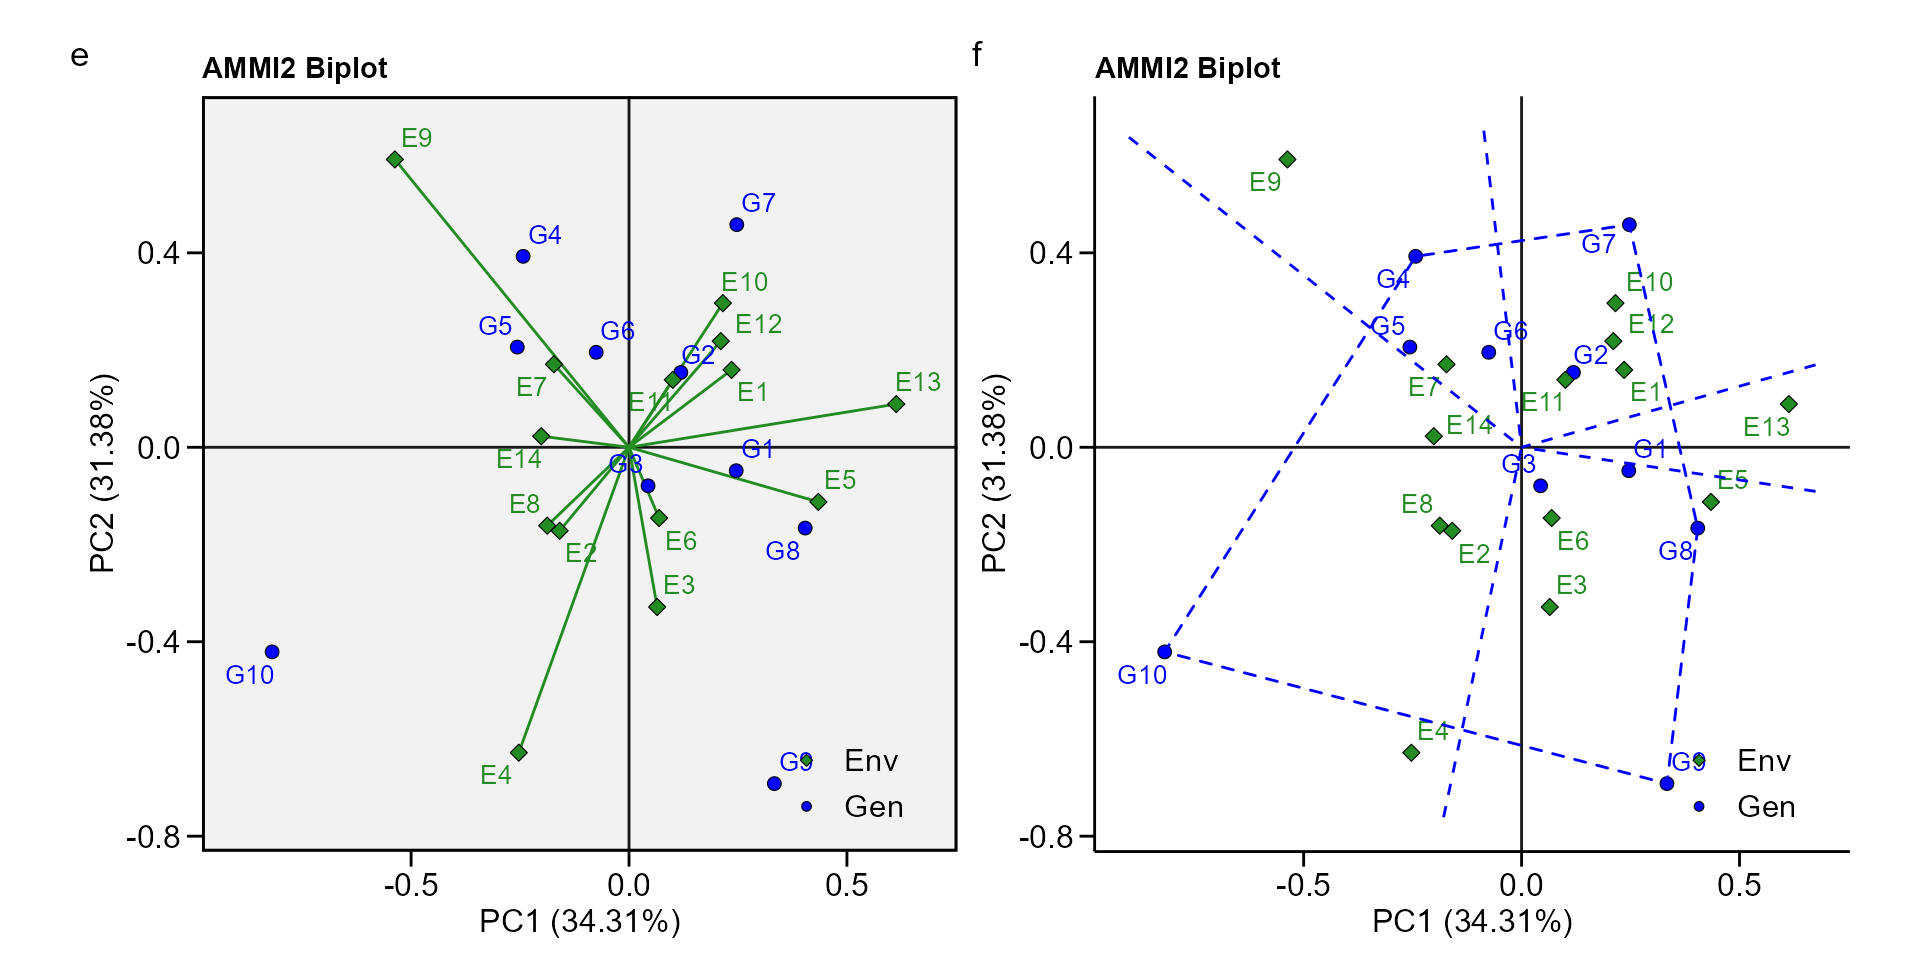 e
AMMI2 Biplot
E9
G7
G4
0.4
E10
G5
G6
E12
G2
E7
E11
E1
E13
0.0
E14
G3
G1
E5
E8
E2
E6
G8
E3
-0.4
G10
E4
G9
Env
Gen
-0.8
-0.5
0.0
0.5
PC1 (34.31%)
PC2 (31.38%)
f
AMMI2 Biplot
E9
G7
0.4
G4
E10
G5
G6
E12
G2
E7
E11
E1
E14
E13
0.0
G3
G1
E5
E8
E2
E6
G8
E3
-0.4
G10
E4
G9
Env
Gen
-0.8
-0.5
0.0
0.5
PC1 (34.31%)
PC2 (31.38%)